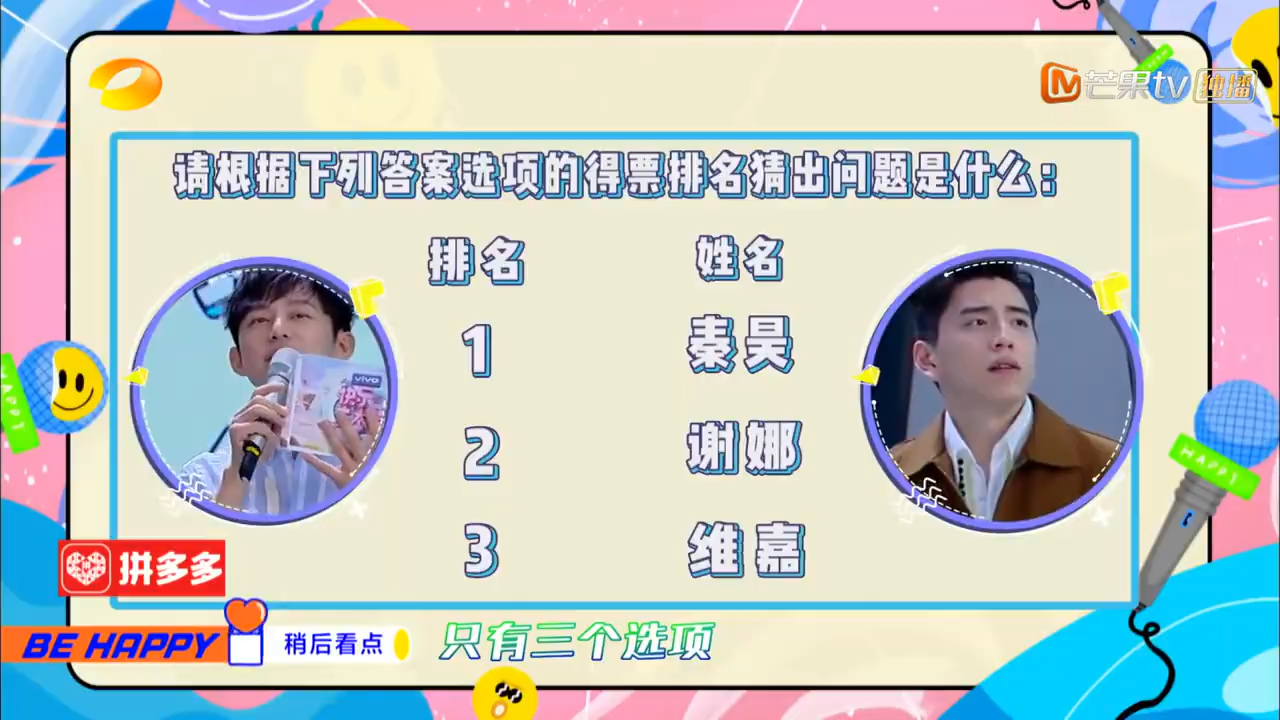 芒果tv 独播
请根据下列答案选项的得票排名猜出问题是什么:
排名 姓名
1 秦昊
2 谢娜
3 维嘉
vivo
HAPPY
HAPPY
拼多多
BE HAPPY
稍后看点
只有三个选项